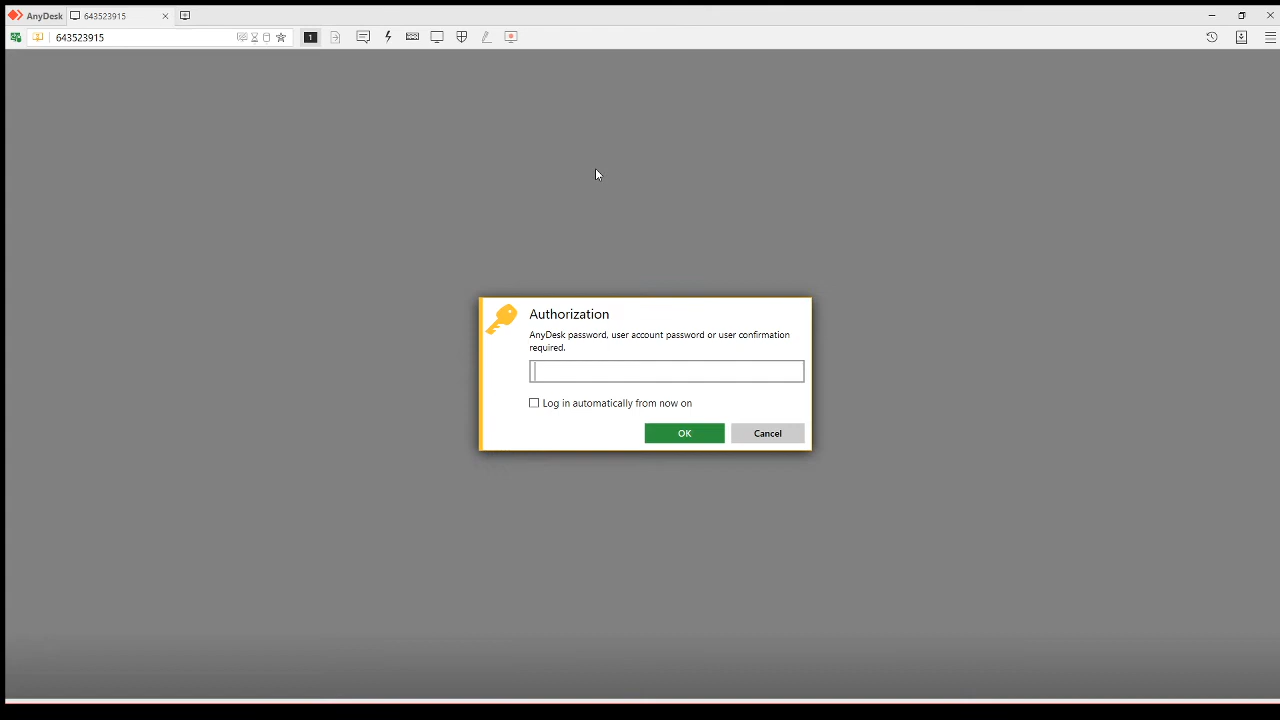 AnyDesk 643523915
643523915 1
Authorization
AnyDesk password, user account password or user confirmation
required.
Log in automatically from now on
OK Cancel